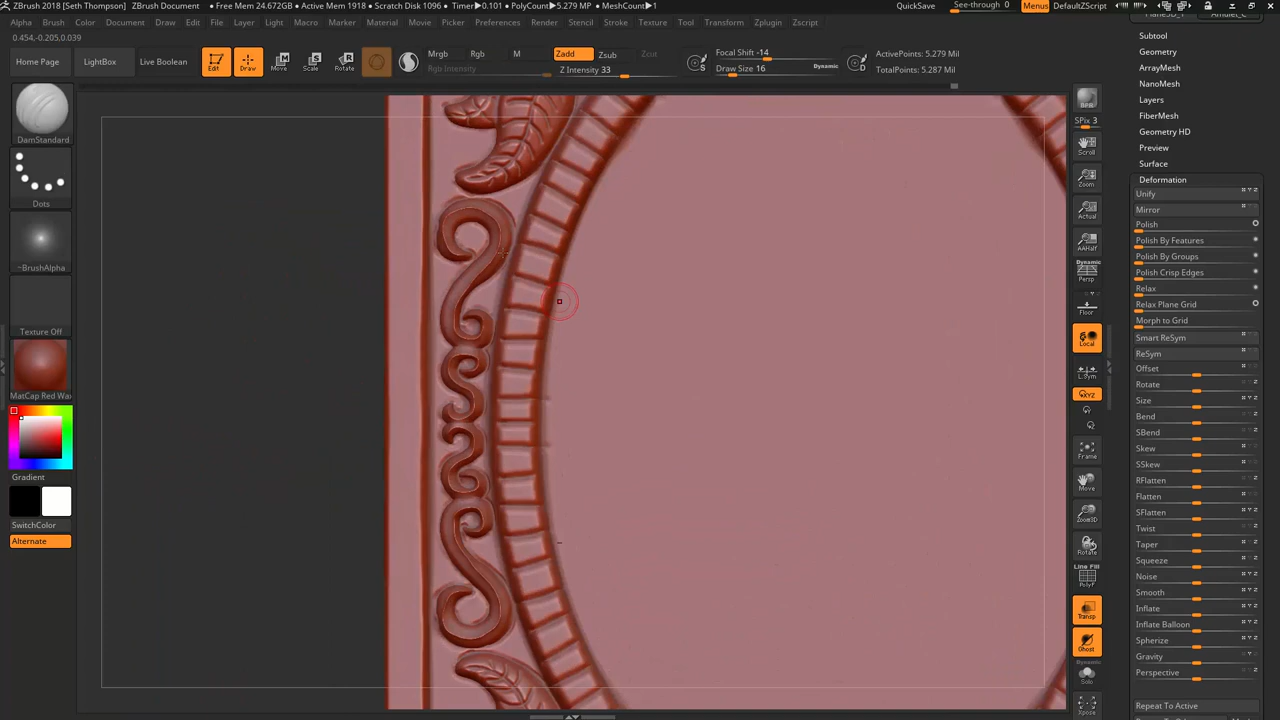 ZBrush 2018 [Seth Thompson] ZBrush Document • Free Mem 24.672GB • Active Mem 1918 • Scratch Disk 1096 • Timer▶0.101 • PolyCount▶5.279 MP • MeshCount▶1
QuickSave See-through 0 Menus DefaultZScript
Alpha Brush Color Document Draw Edit File Layer Light Macro Marker Material Movie Picker Preferences Render Stencil Stroke Texture Tool Transform Zplugin Zscript
0.454,-0.205,0.039
Home Page LightBox Live Boolean Edit Draw Move Scale Rotate
Mrgb Rgb M Zadd Zsub Zcut
Rgb Intensity Z Intensity 33
Focal Shift -14
Draw Size 16 Dynamic
S D
ActivePoints: 5.279 Mil
TotalPoints: 5.287 Mil
DamStandard
Dots
~BrushAlpha
Texture Off
MatCap Red Wax
Gradient
SwitchColor
Alternate
BPR
SPix 3
Scroll
Zoom
Actual
AAHalf
Dynamic
Persp
Floor
Local
L.Sym
XYZ
Frame
Move
Zoom3D
Rotate
Line Fill
PolyF
Transp
Ghost
Dynamic
Solo
Xpose
Subtool
Geometry
ArrayMesh
NanoMesh
Layers
FiberMesh
Geometry HD
Preview
Surface
Deformation
Unify
Mirror
Polish
Polish By Features
Polish By Groups
Polish Crisp Edges
Relax
Relax Plane Grid
Morph to Grid
Smart ReSym
ReSym
Offset
Rotate
Size
Bend
SBend
Skew
SSkew
RFlatten
Flatten
SFlatten
Twist
Taper
Squeeze
Noise
Smooth
Inflate
Inflate Balloon
Spherize
Gravity
Perspective
Repeat To Active